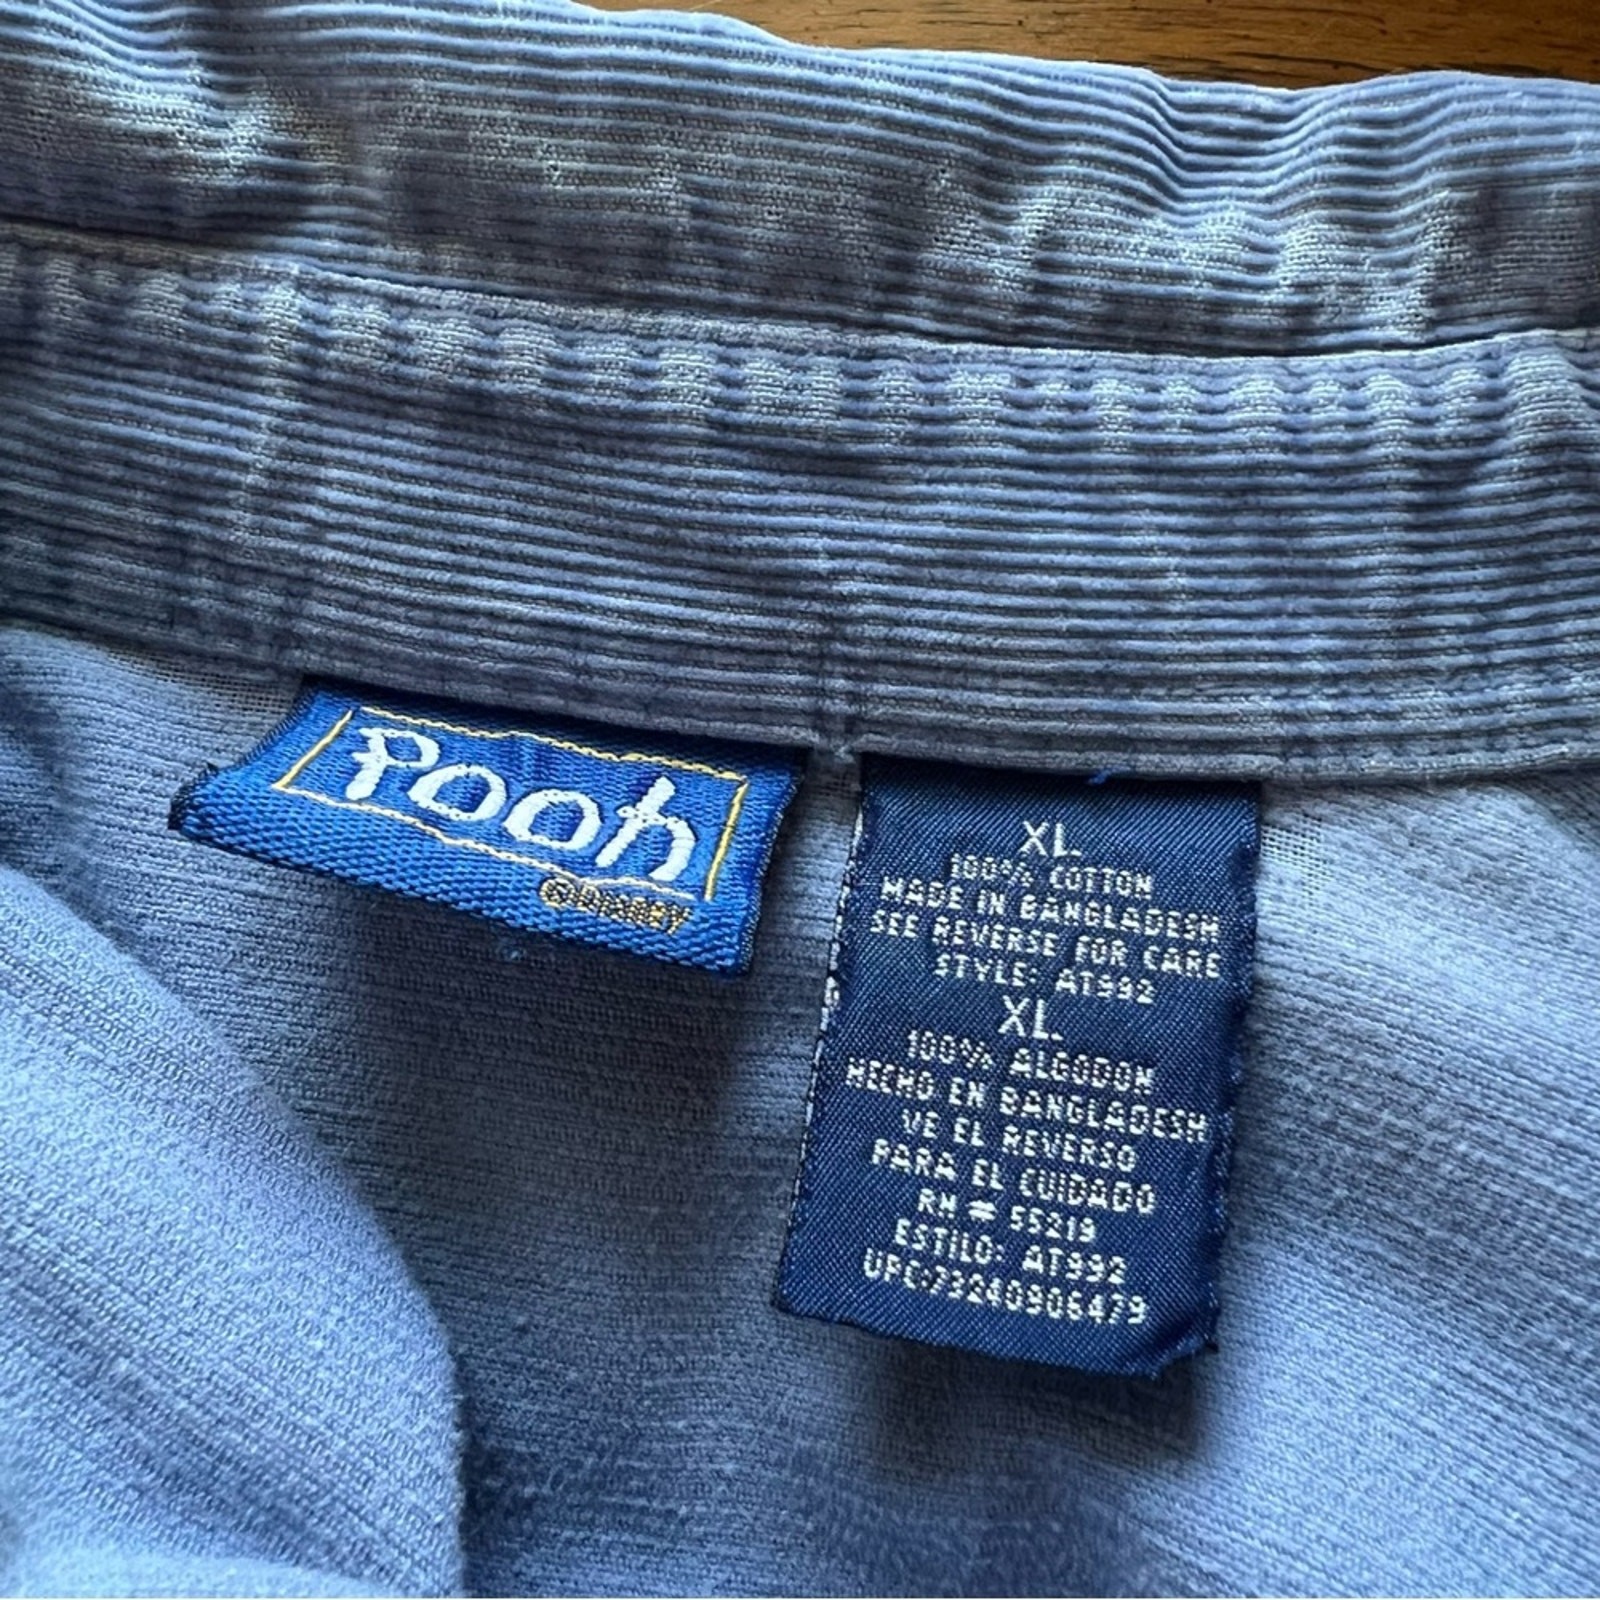 Pooh
©DISNEY
XL
100% COTTON
MADE IN BANGLADESH
SEE REVERSE FOR CARE
STYLE: AT992
XL
100% ALGODON
HECHO EN BANGLADESH
VE EL REVERSO
PARA EL CUIDADO
RN # 55219
ESTILO: AT992
UPC:73240906479